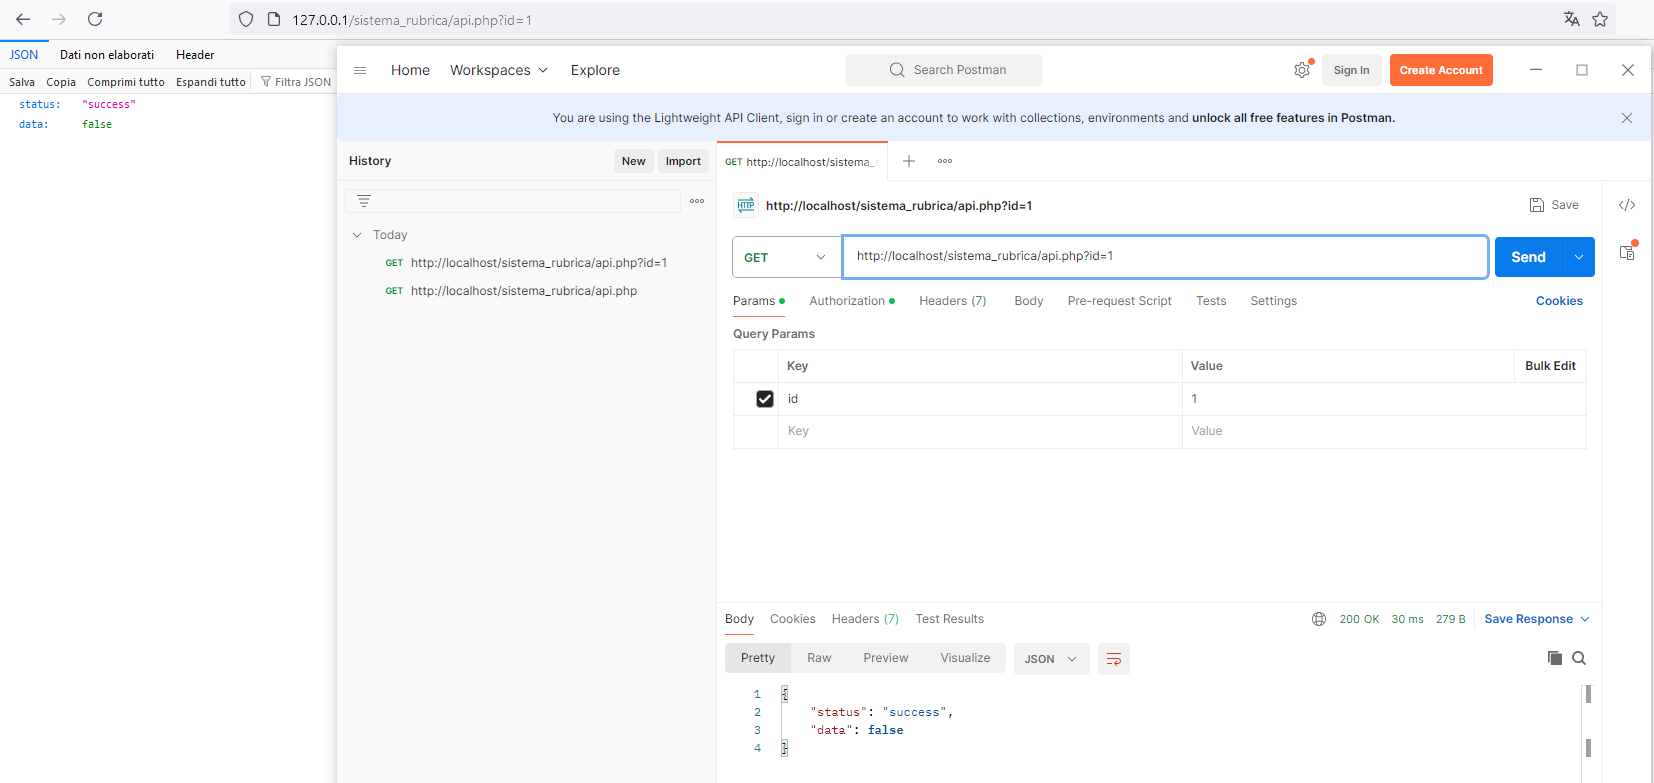 127.0.0.1/sistema_rubrica/api.php?id=1
JSON Dati non elaborati Header
Salva Copia Comprimi tutto Espandi tutto Filtra JSON
status: "success"
data: false
Home Workspaces Explore Search Postman Sign In Create Account
You are using the Lightweight API Client, sign in or create an account to work with collections, environments and unlock all free features in Postman.
History New Import
Today
GET http://localhost/sistema_rubrica/api.php?id=1
GET http://localhost/sistema_rubrica/api.php
GET http://localhost/sistema_
HTTP http://localhost/sistema_rubrica/api.php?id=1 Save
GET http://localhost/sistema_rubrica/api.php?id=1 Send
Params Authorization Headers (7) Body Pre-request Script Tests Settings Cookies
Query Params
Key Value Bulk Edit
id 1
Key Value
Body Cookies Headers (7) Test Results 200 OK 30 ms 279 B Save Response
Pretty Raw Preview Visualize JSON
1 {
2 "status": "success",
3 "data": false
4 }